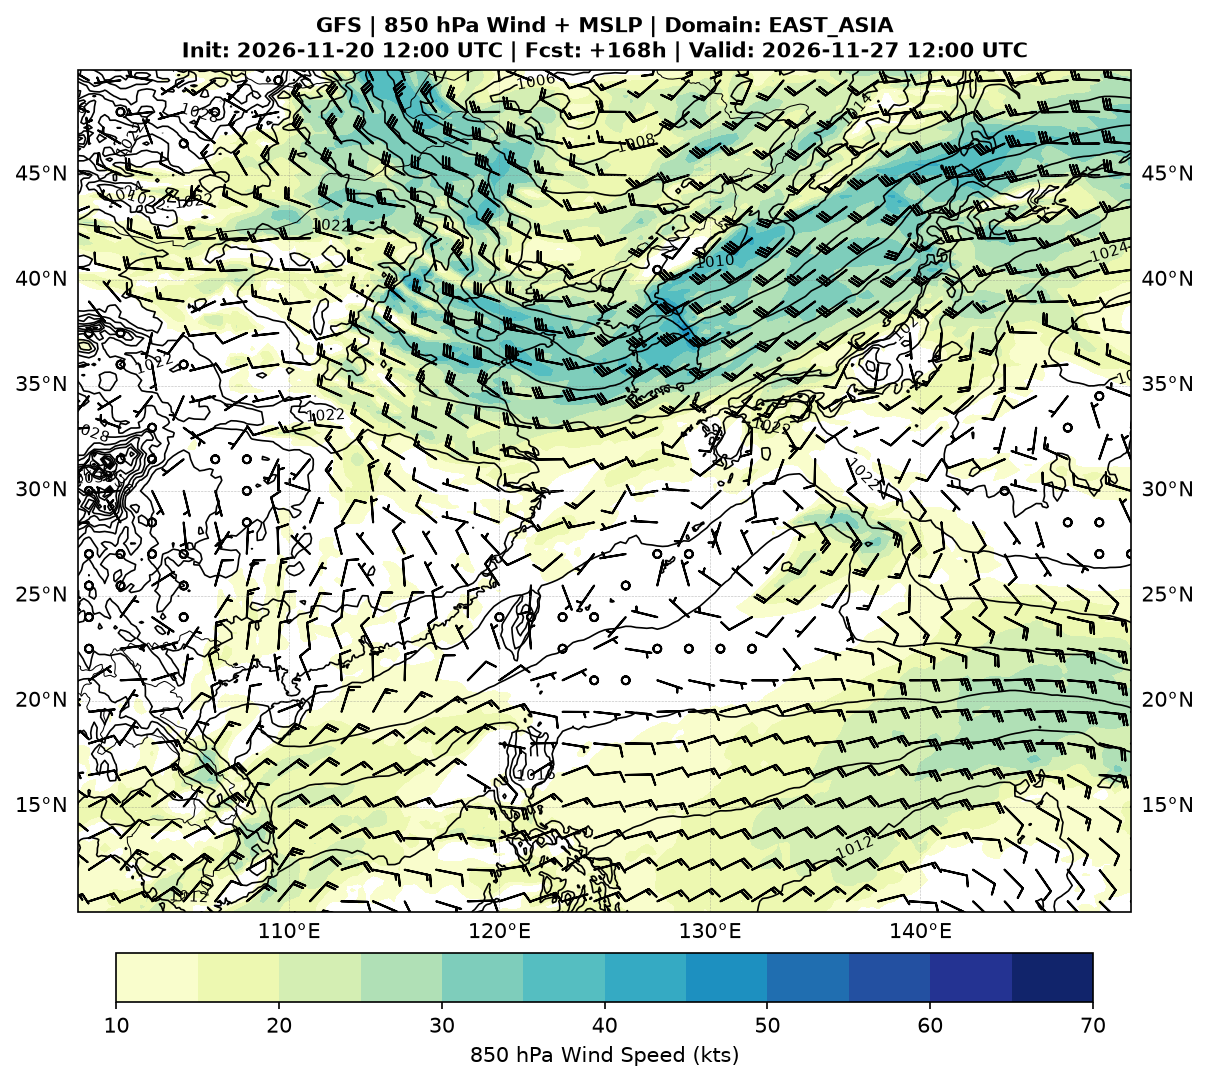 GFS | 850 hPa Wind + MSLP | Domain: EAST_ASIA
Init: 2026-11-20 12:00 UTC | Fcst: +168h | Valid: 2026-11-27 12:00 UTC
1006
1008
45°N
45°N
1022
1010
1024
40°N
40°N
35°N
35°N
1022
1022
1022
30°N
30°N
25°N
25°N
20°N
20°N
1016
15°N
15°N
1012
1012
110°E
120°E
130°E
140°E
10
20
30
40
50
60
70
850 hPa Wind Speed (kts)